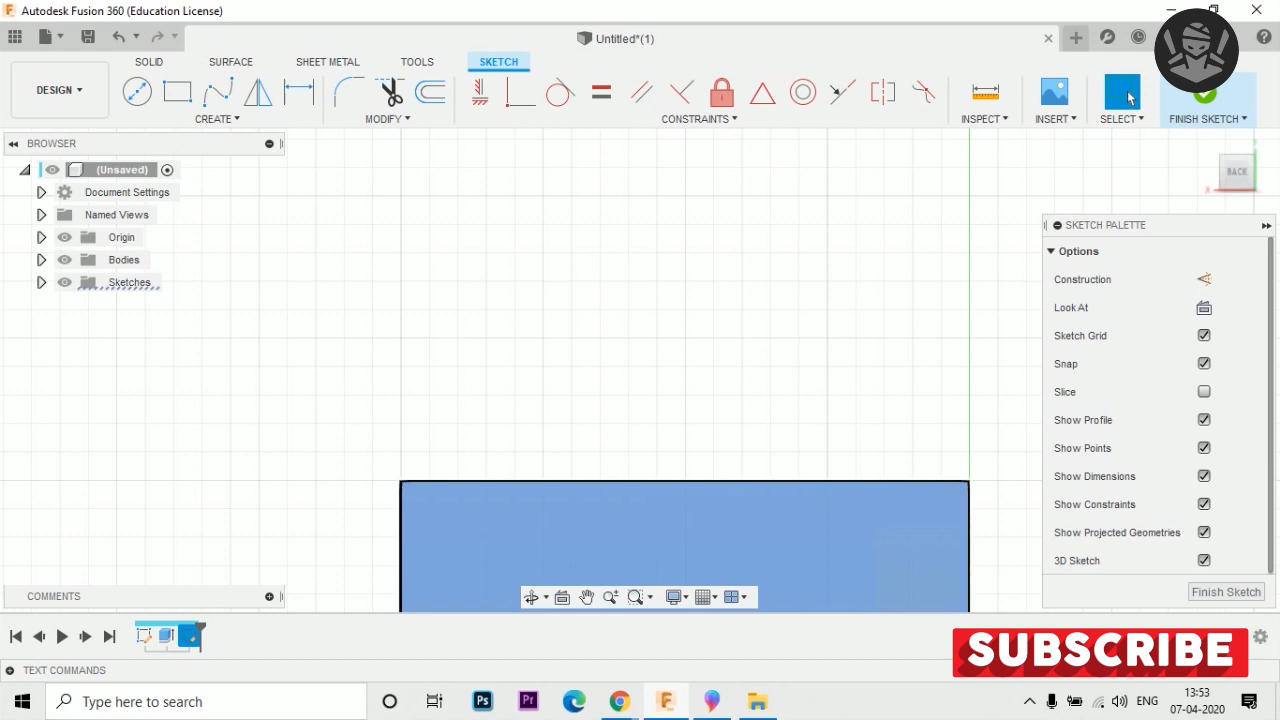 Autodesk Fusion 360 (Education License)
Untitled*(1)
SOLID SURFACE SHEET METAL TOOLS SKETCH
DESIGN
CREATE MODIFY CONSTRAINTS INSPECT INSERT SELECT FINISH SKETCH
BROWSER
(Unsaved)
Document Settings
Named Views
Origin
Bodies
Sketches
BACK
X
SKETCH PALETTE
Options
Construction
Look At
Sketch Grid
Snap
Slice
Show Profile
Show Points
Show Dimensions
Show Constraints
Show Projected Geometries
3D Sketch
Finish Sketch
COMMENTS
SUBSCRIBE
TEXT COMMANDS
Type here to search
Ps
Pr
ENG
13:53
07-04-2020